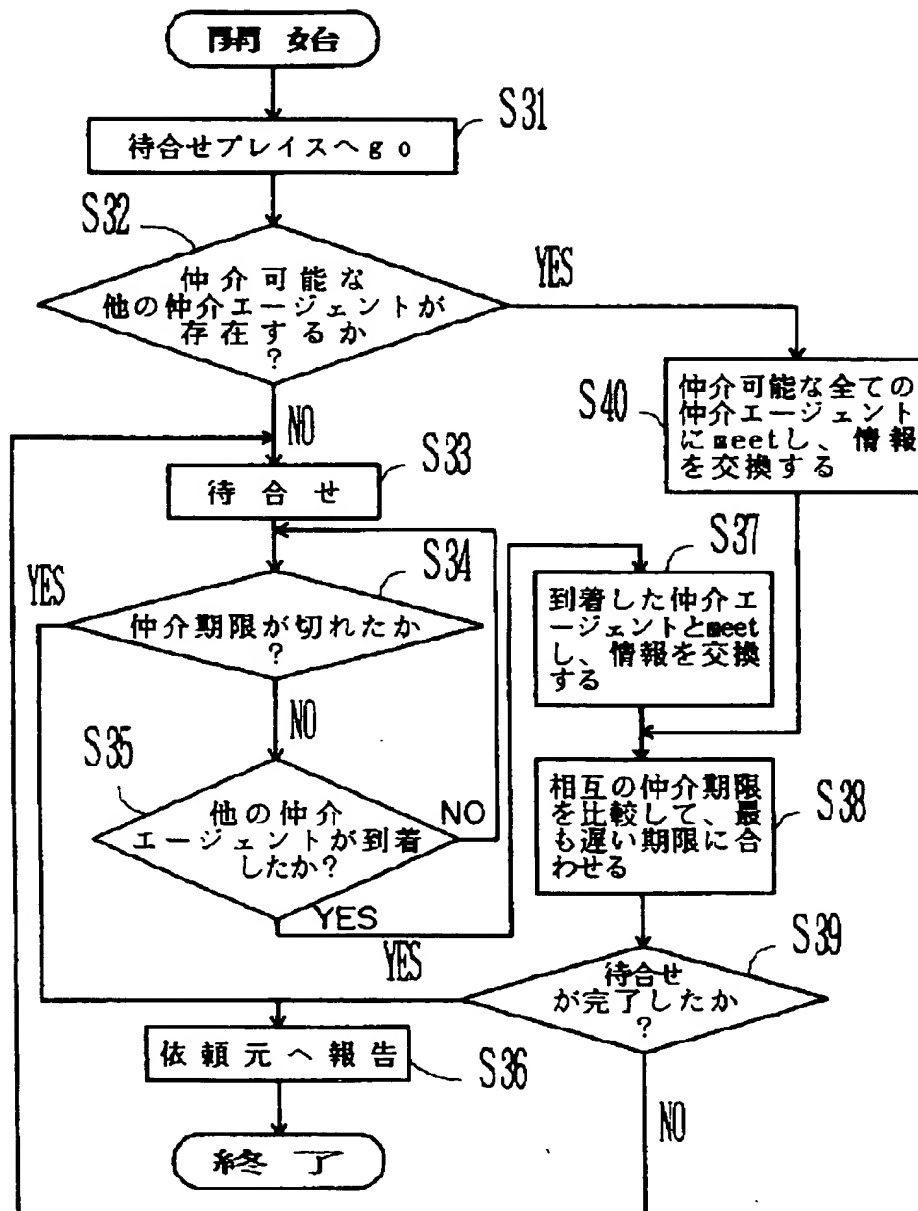 開始
S31
待合せプレイスへgo
S32
仲介可能な
他の仲介エージェントが
存在するか
?
YES
NO
S40
仲介可能な全ての
仲介エージェント
にmeetし、情報
を交換する
S33
待合せ
YES
S34
仲介期限が切れたか
?
NO
S37
到着した仲介エ
ージェントとmeet
し、情報を交換
する
S35
他の仲介
エージェントが到着
したか?
NO
YES
S38
相互の仲介期限
を比較して、最
も遅い期限に合
わせる
YES
S39
待合せ
が完了したか
?
NO
依頼元へ報告
S36
終了